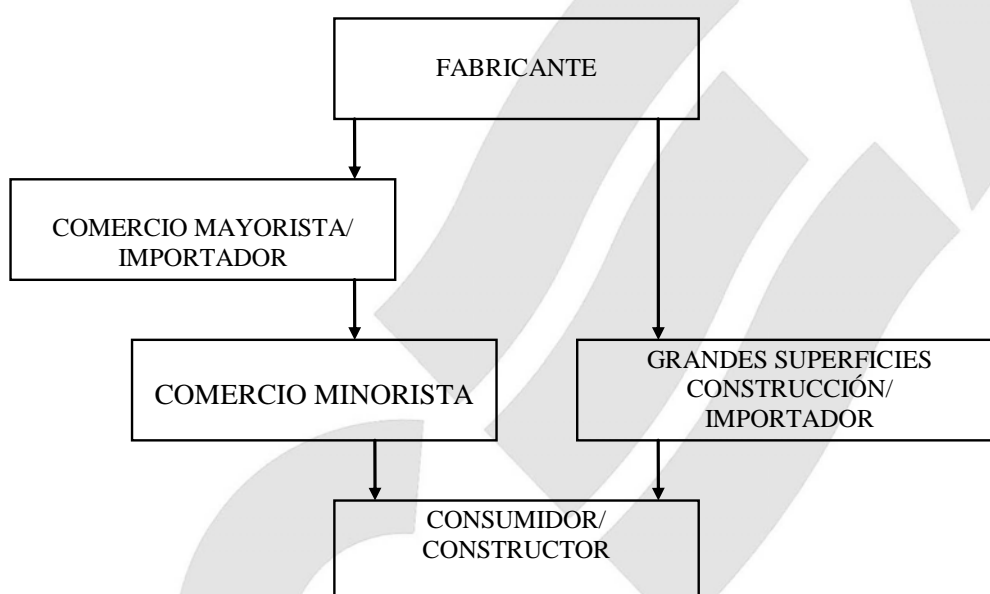 FABRICANTE
COMERCIO MAYORISTA/
IMPORTADOR
COMERCIO MINORISTA
GRANDES SUPERFICIES
CONSTRUCCIÓN/
IMPORTADOR
CONSUMIDOR/
CONSTRUCTOR